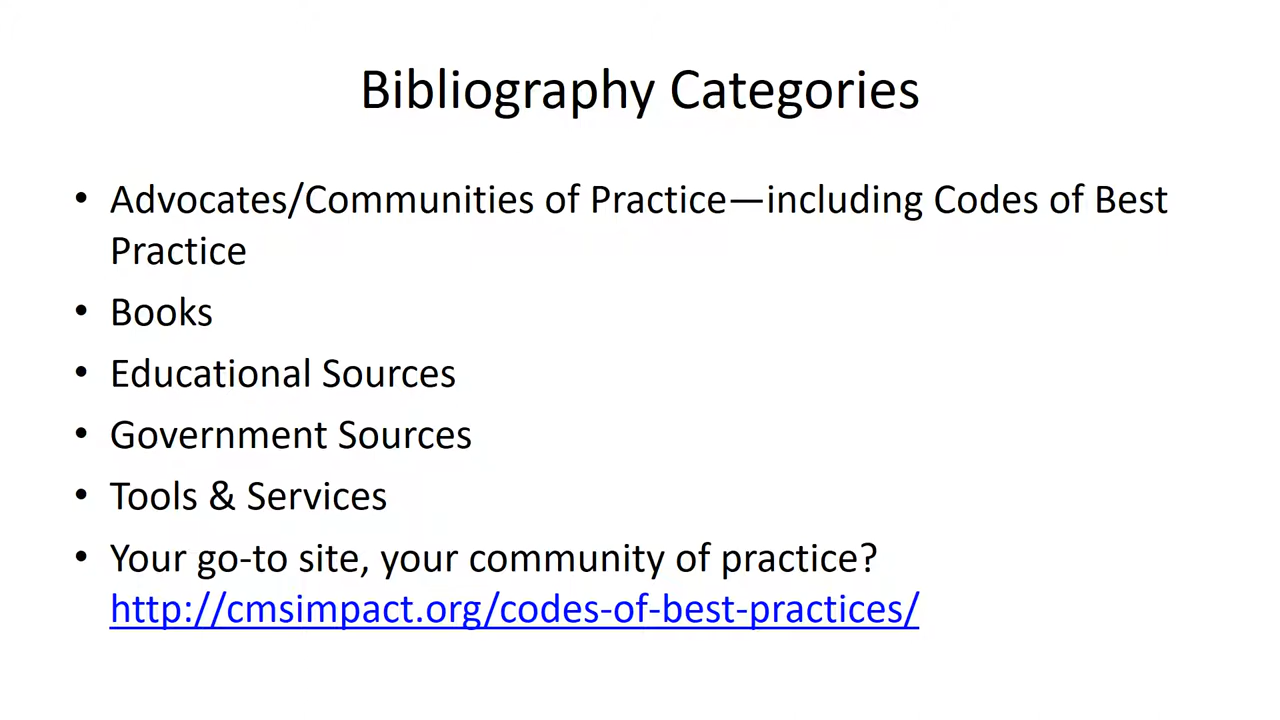 Bibliography Categories
• Advocates/Communities of Practice—including Codes of Best
Practice
• Books
• Educational Sources
• Government Sources
• Tools & Services
• Your go-to site, your community of practice?
http://cmsimpact.org/codes-of-best-practices/